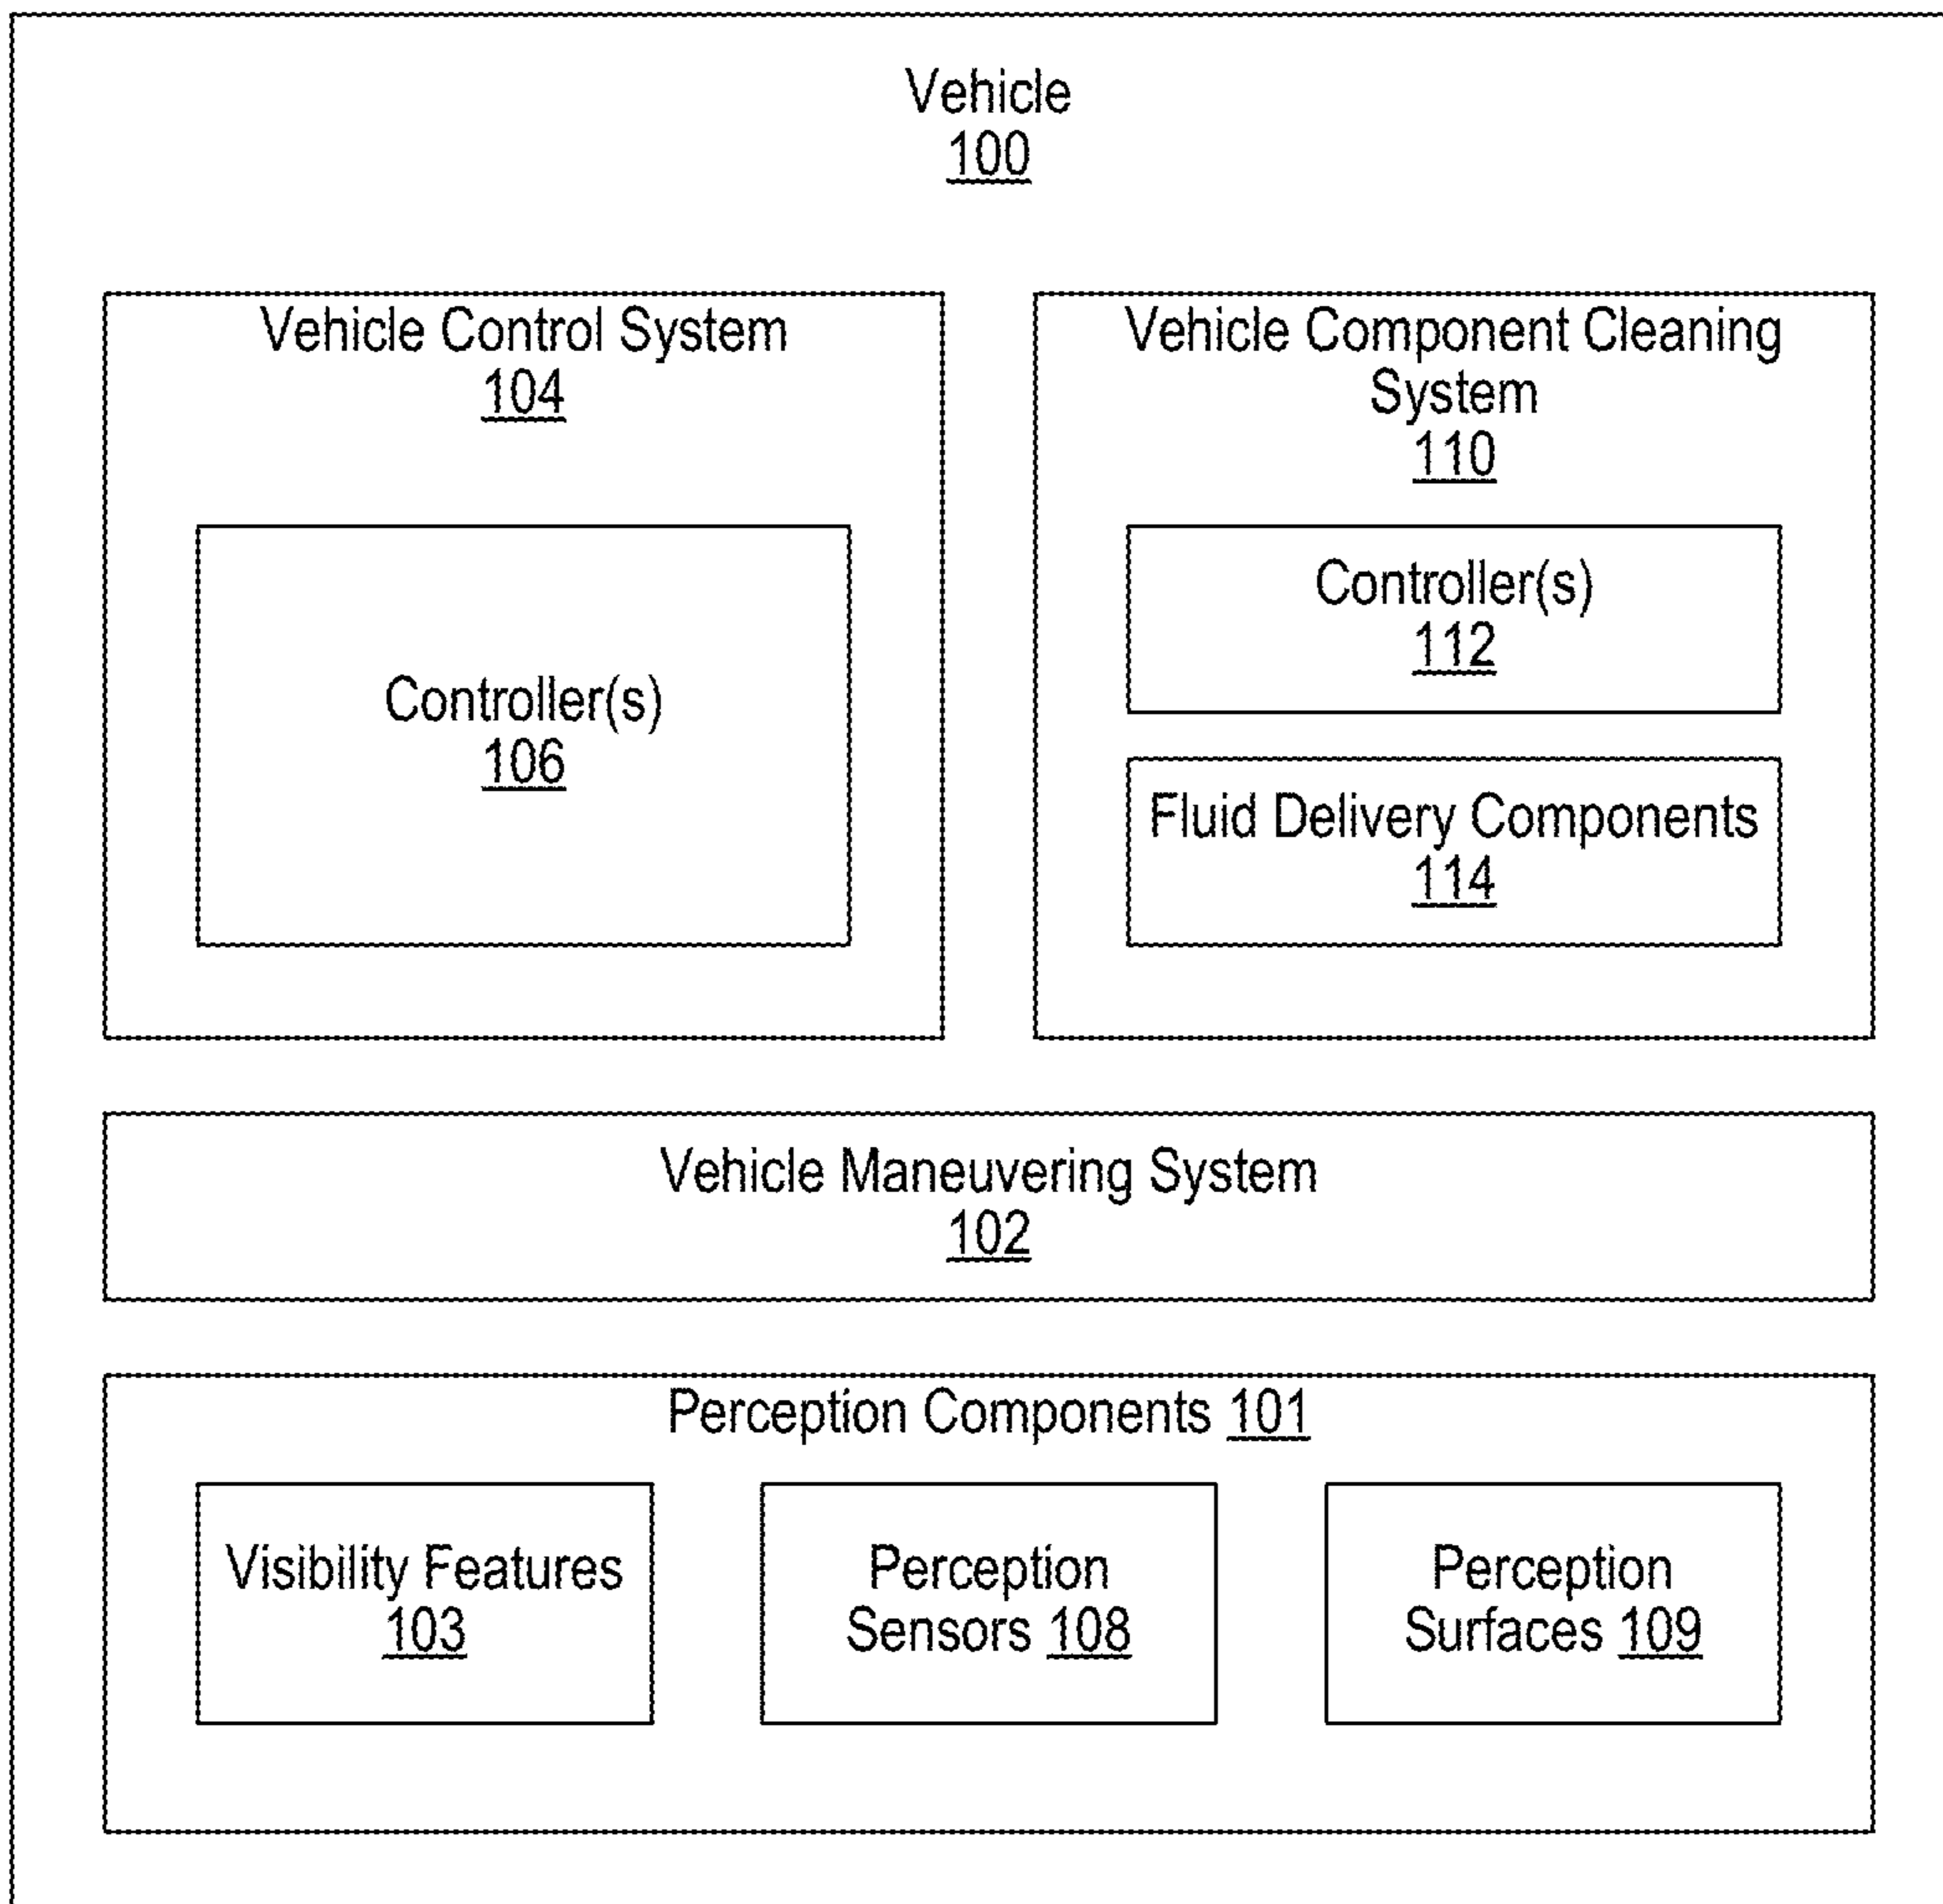 Vehicle
100
Vehicle Control System
104
Controller(s)
106
Vehicle Component Cleaning
System
110
Controller(s)
112
Fluid Delivery Components
114
Vehicle Maneuvering System
102
Perception Components 101
Visibility Features
103
Perception
Sensors 108
Perception
Surfaces 109